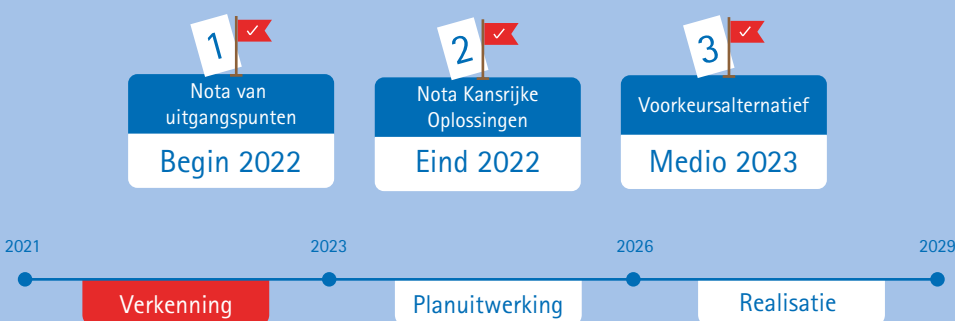 1
Nota van
uitgangspunten
Begin 2022
2
Nota Kansrijke
Oplossingen
Eind 2022
3
Voorkeursalternatief
Medio 2023
2021
2023
2026
2029
Verkenning
Planuitwerking
Realisatie